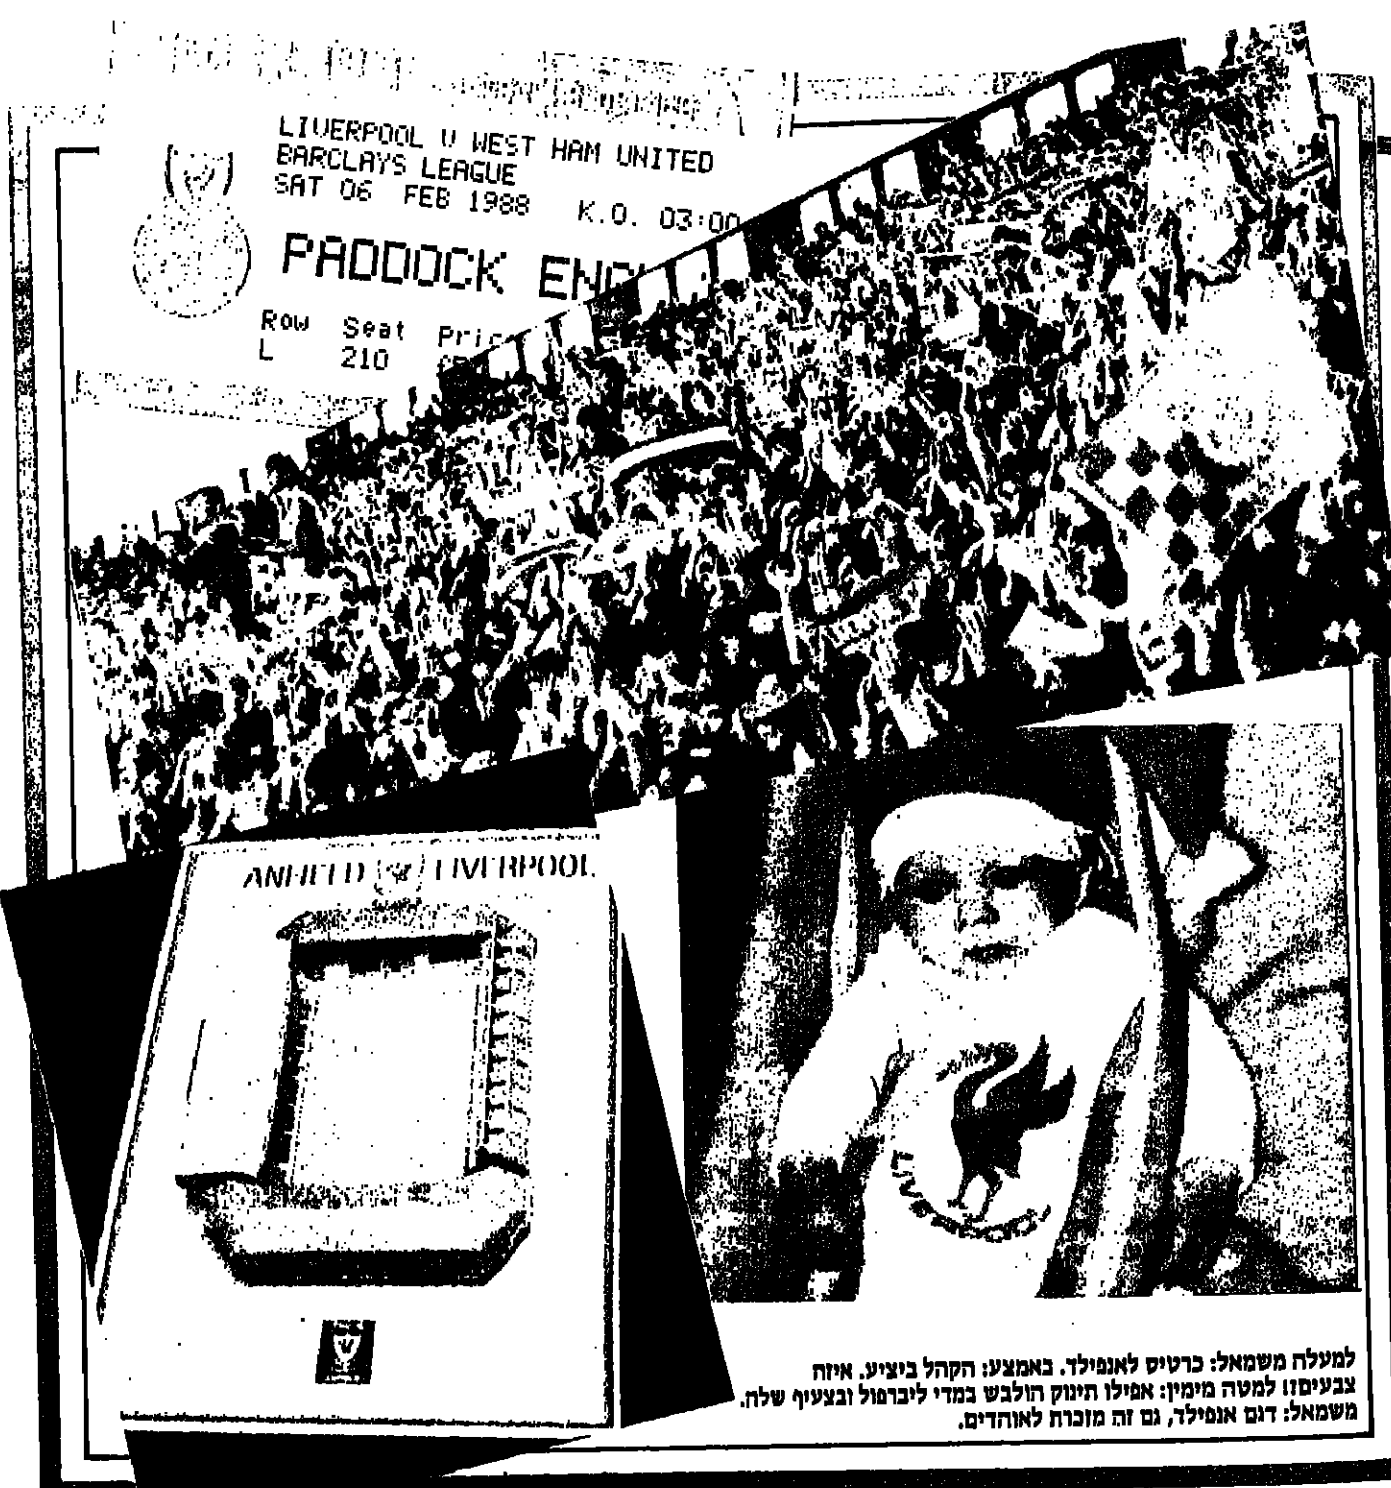 LIVERPOOL V WEST HAM UNITED
BARCLAYS LEAGUE
SAT 06 FEB 1988 K.O. 03:00
PADDOCK
Row Seat
L 210
ANFIELD LIVERPOOL
LIVERPOOL
למעלה משמאל: כרטיס לאנפילד. באמצע: הקהל ביציע. איזה
צבעים!! למטה מימין: אפילו תינוק הולבש במדי ליברפול ובצעיף שלה.
משמאל: דגם אנפילד, גם זה מזכרת לאוהדים.